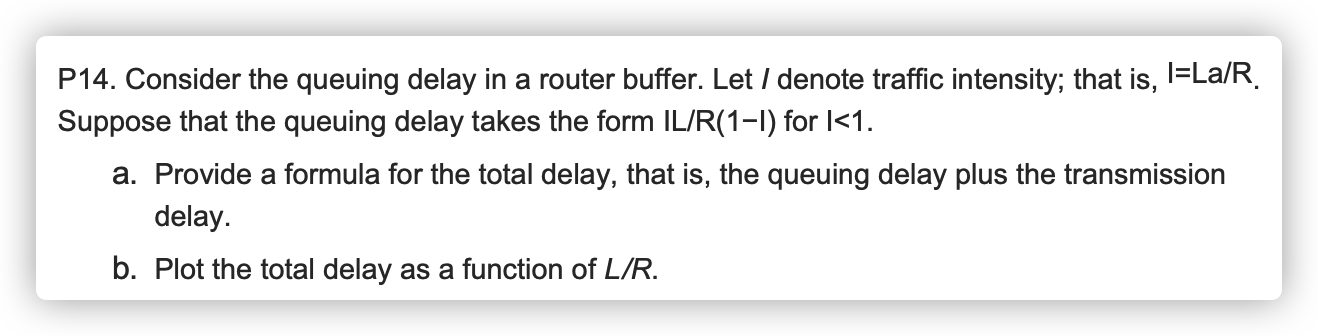 P14. Consider the queuing delay in a router buffer. Let I denote traffic intensity; that is, I=La/R.
Suppose that the queuing delay takes the form IL/R(1−I) for I<1.
a. Provide a formula for the total delay, that is, the queuing delay plus the transmission
delay.
b. Plot the total delay as a function of L/R.